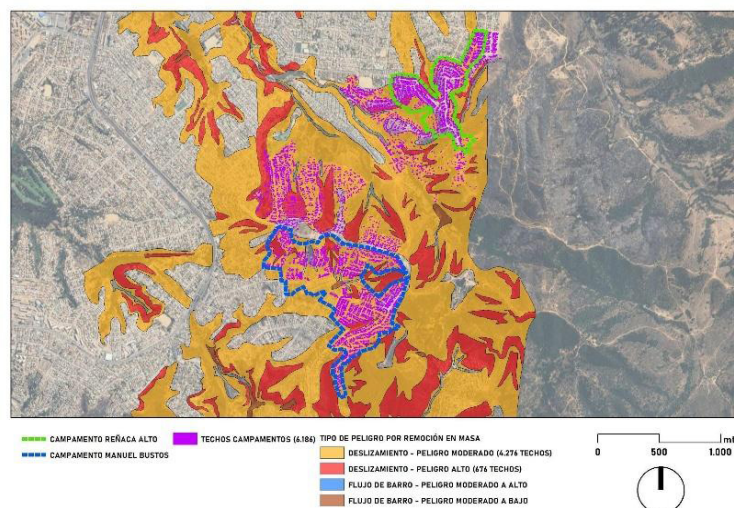 CAMPAMENTO REÑACA ALTO
CAMPAMENTO MANUEL BUSTOS
TECHOS CAMPAMENTOS (6.186)
TIPO DE PELIGRO POR REMOCIÓN EN MASA
DESLIZAMIENTO - PELIGRO MODERADO (4.276 TECHOS)
DESLIZAMIENTO - PELIGRO ALTO (676 TECHOS)
FLUJO DE BARRO - PELIGRO MODERADO A ALTO
FLUJO DE BARRO - PELIGRO MODERADO A BAJO
0 500 1.000